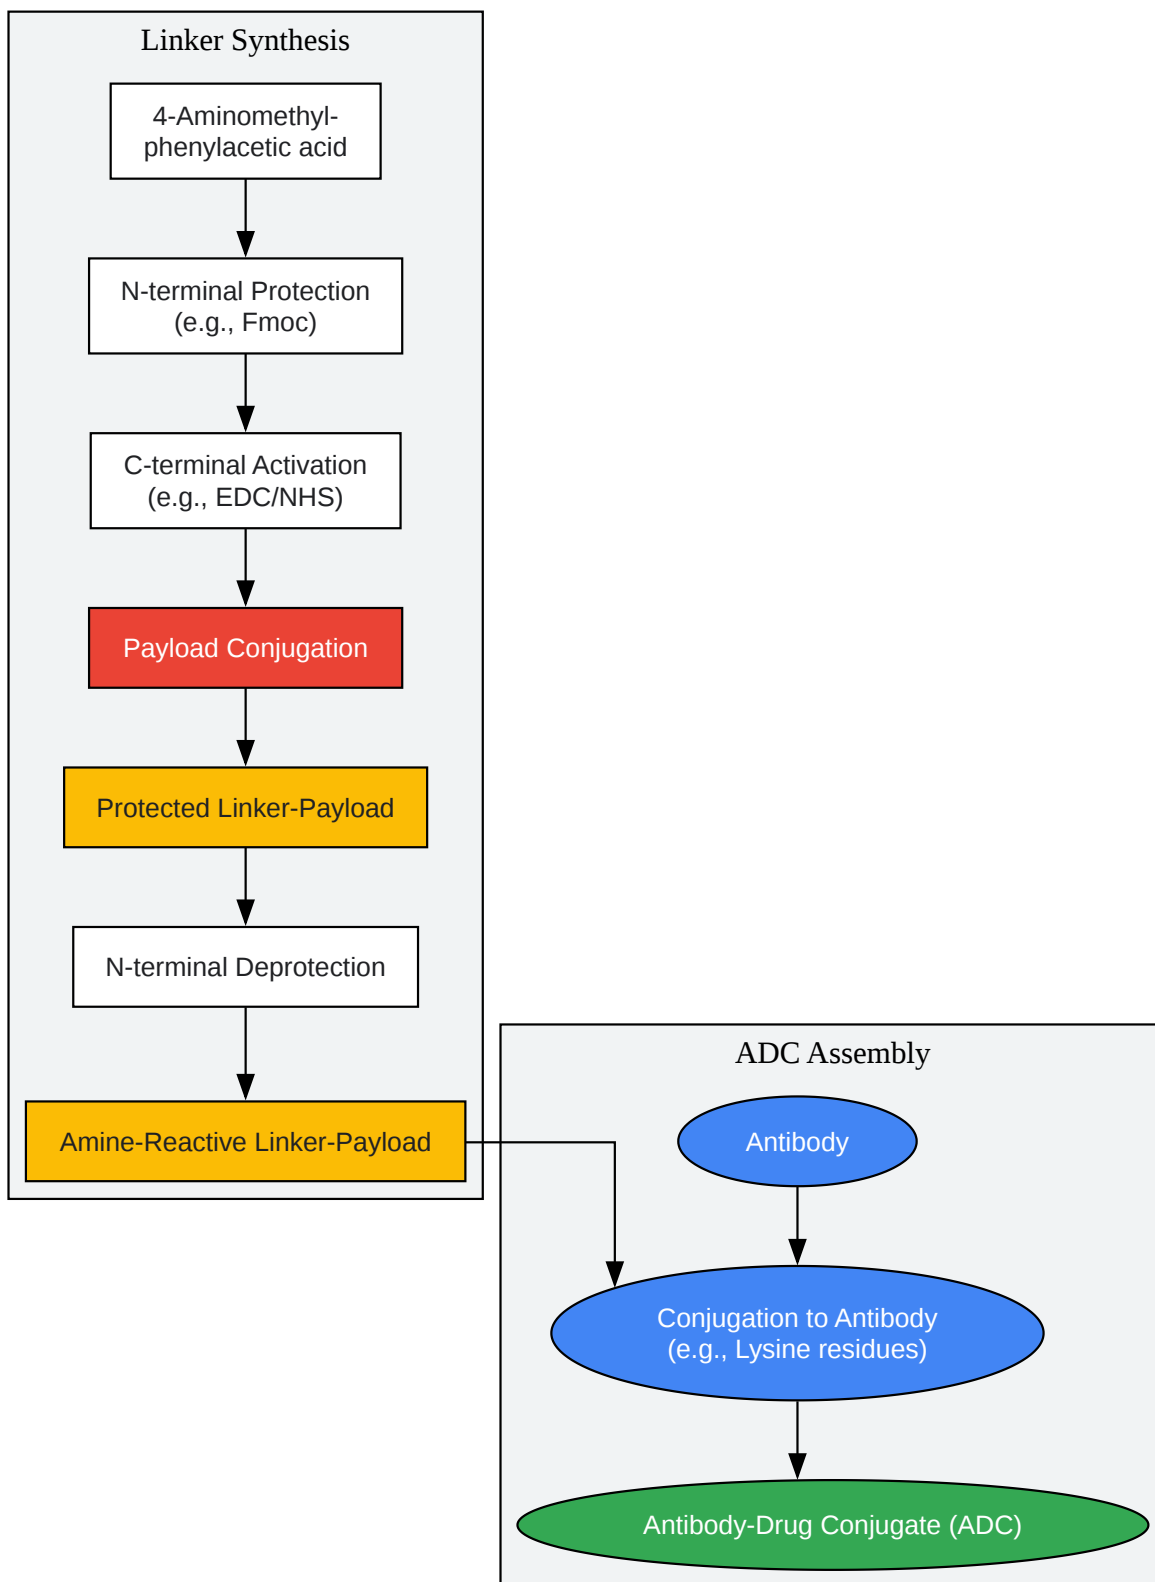 Linker Synthesis
4-Aminomethyl-
phenylacetic acid
N-terminal Protection
(e.g., Fmoc)
C-terminal Activation
(e.g., EDC/NHS)
Payload Conjugation
Protected Linker-Payload
N-terminal Deprotection
Amine-Reactive Linker-Payload
ADC Assembly
Antibody
Conjugation to Antibody
(e.g., Lysine residues)
Antibody-Drug Conjugate (ADC)